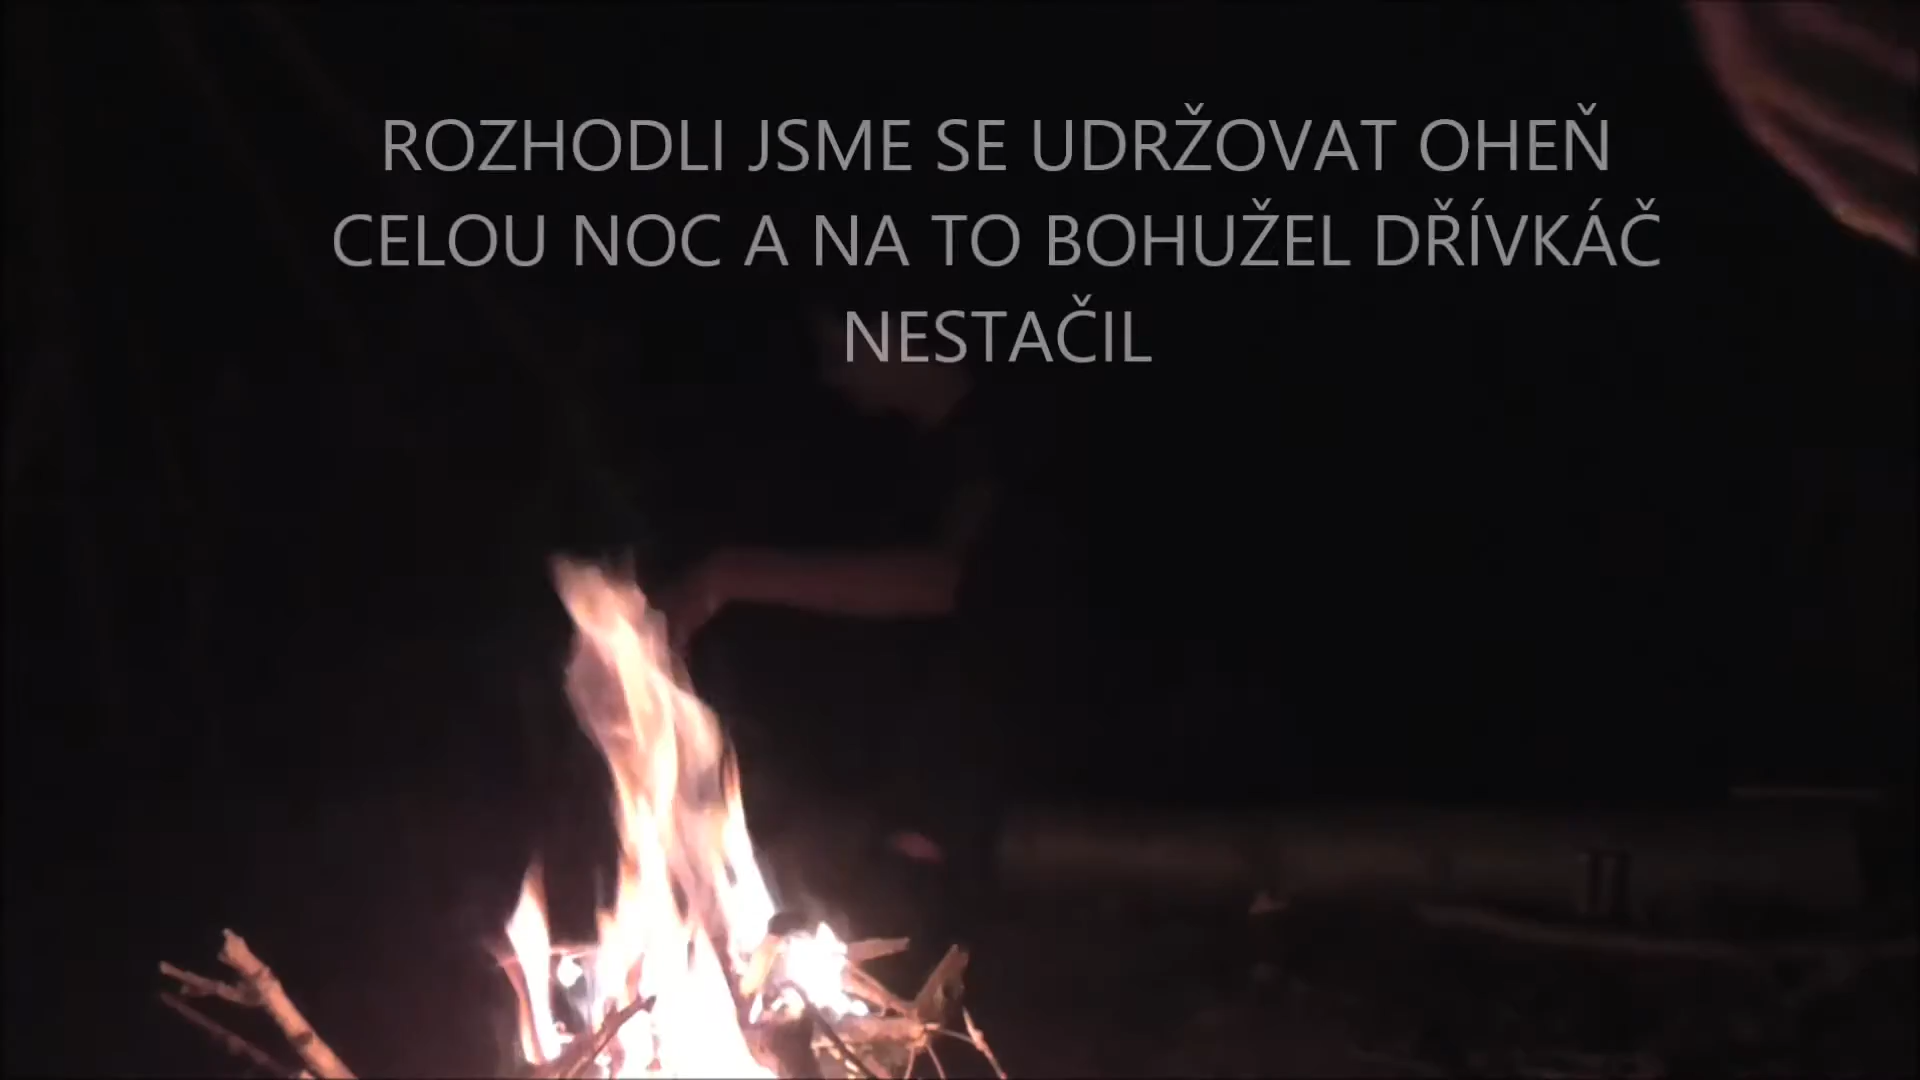 ROZHODLI JSME SE UDRŽOVAT OHEŇ
CELOU NOC A NA TO BOHUŽEL DŘÍVKÁČ
NESTAČIL